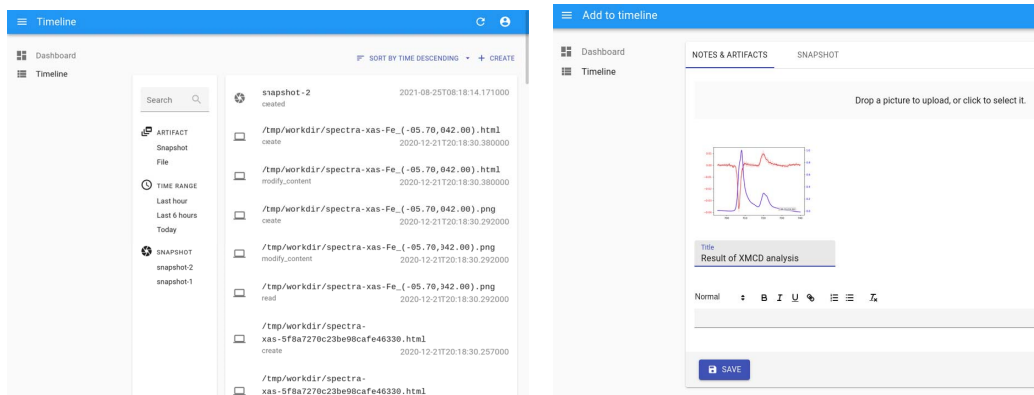 Timeline
Dashboard
Timeline
SORT BY TIME DESCENDING
+ CREATE
Search
ARTIFACT
Snapshot
File
TIME RANGE
Last hour
Last 6 hours
Today
SNAPSHOT
snapshot-2
snapshot-1
snapshot-2
created 2021-08-25T08:18:14.171000
/tmp/workdir/spectra-xas-Fe_(-05.70,042.00).html
create 2020-12-21T20:18:30.380000
/tmp/workdir/spectra-xas-Fe_(-05.70,042.00).html
modify_content 2020-12-21T20:18:30.380000
/tmp/workdir/spectra-xas-Fe_(-05.70,042.00).png
create 2020-12-21T20:18:30.292000
/tmp/workdir/spectra-xas-Fe_(-05.70,042.00).png
modify_content 2020-12-21T20:18:30.292000
/tmp/workdir/spectra-xas-Fe_(-05.70,042.00).png
read 2020-12-21T20:18:30.292000
/tmp/workdir/spectra-
xas-5f8a7270c23be98cafe46330.html
create 2020-12-21T20:18:30.257000
/tmp/workdir/spectra-
xas-5f8a7270c23be98cafe46330.html
Add to timeline
Dashboard
Timeline
NOTES & ARTIFACTS
SNAPSHOT
Drop a picture to upload, or click to select it.
Title
Result of XMCD analysis
Normal B I U
SAVE